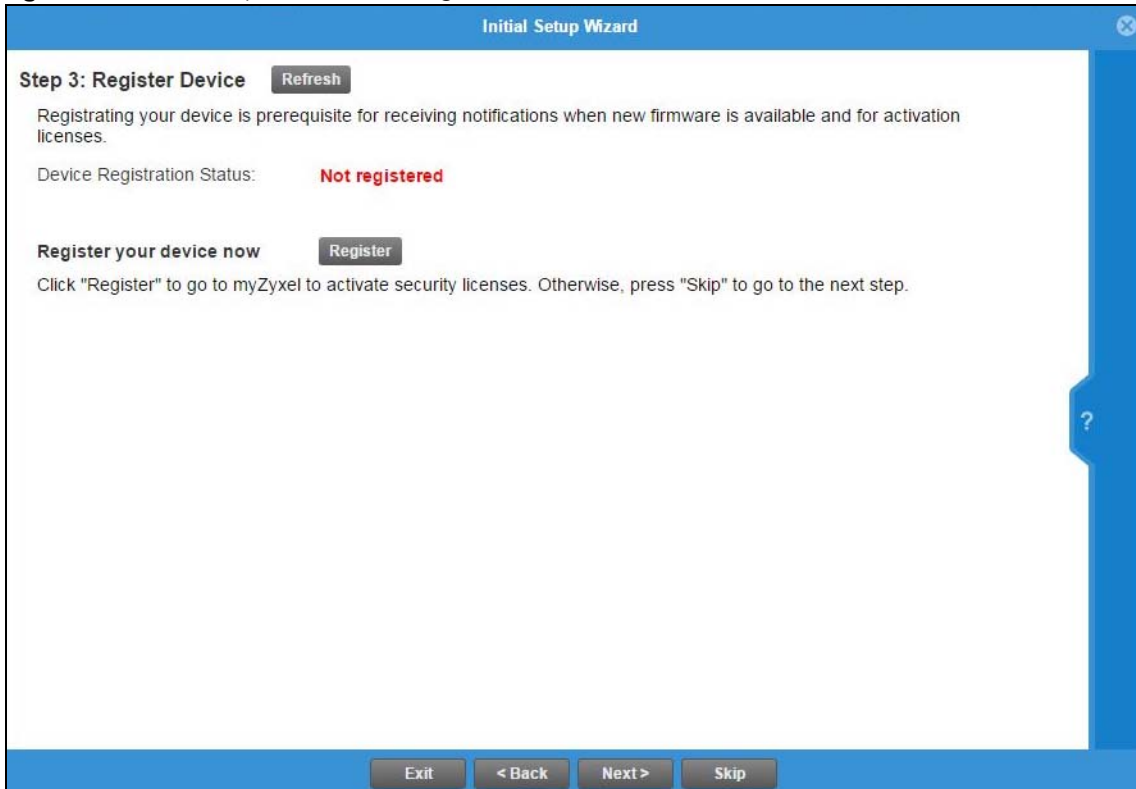 Initial Setup Wizard
Step 3: Register Device Refresh
Registrating your device is prerequisite for receiving notifications when new firmware is available and for activation
licenses.
Device Registration Status: Not registered
Register your device now Register
Click "Register" to go to myZyxel to activate security licenses. Otherwise, press "Skip" to go to the next step.
?
Exit < Back Next > Skip